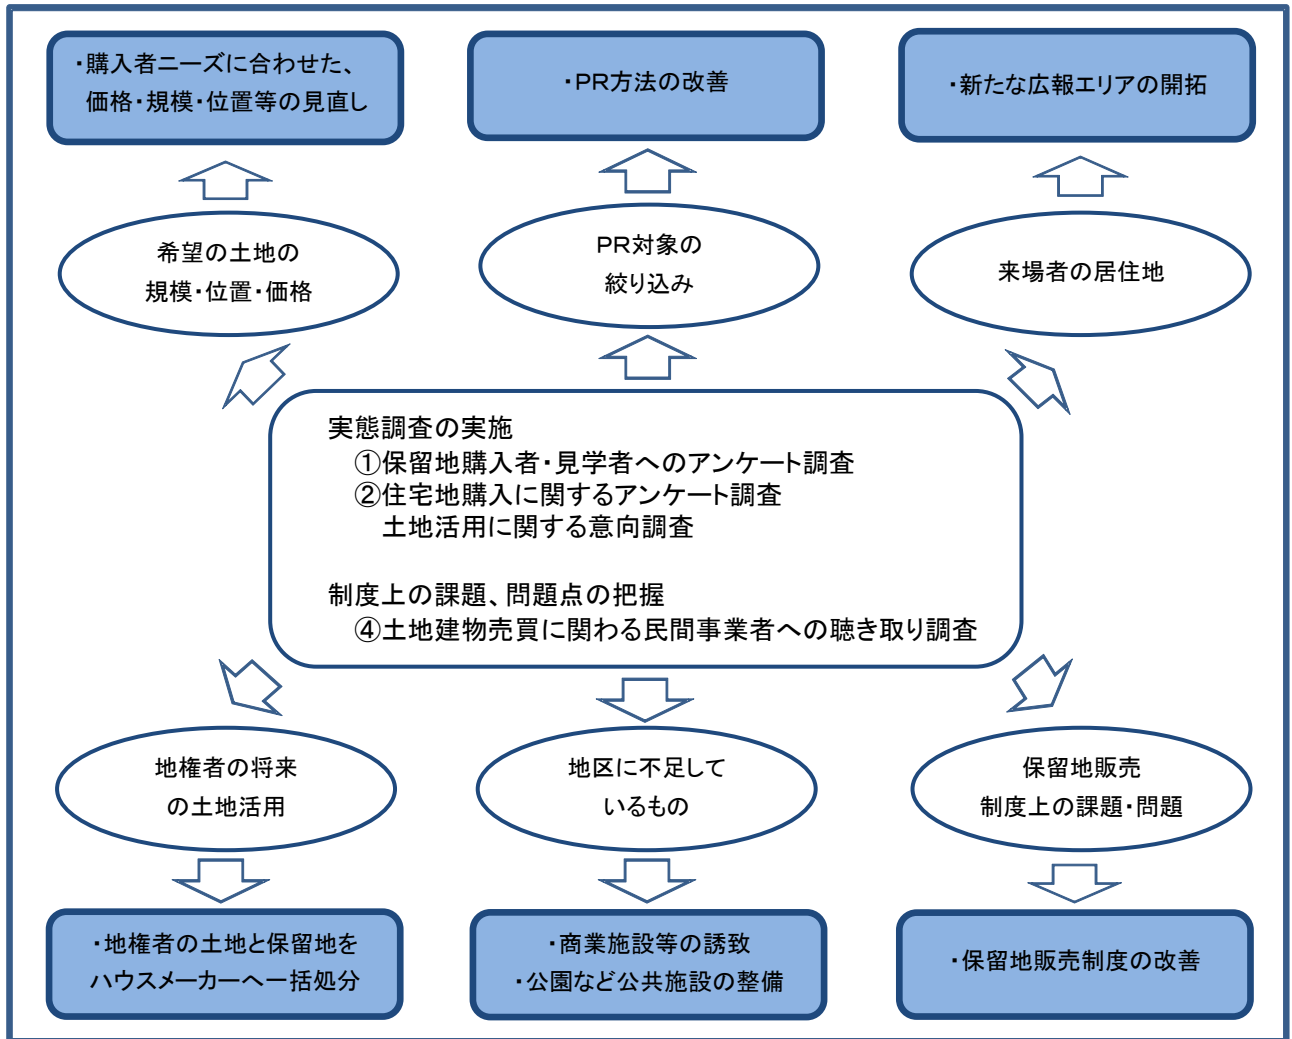 ・購入者ニーズに合わせた、
価格・規模・位置等の見直し
・PR方法の改善
・新たな広報エリアの開拓
希望の土地の
規模・位置・価格
PR対象の
絞り込み
来場者の居住地
実態調査の実施
①保留地購入者・見学者へのアンケート調査
②住宅地購入に関するアンケート調査
土地活用に関する意向調査
制度上の課題、問題点の把握
④土地建物売買に関わる民間事業者への聴き取り調査
地権者の将来
の土地活用
地区に不足して
いるもの
保留地販売
制度上の課題・問題
・地権者の土地と保留地を
ハウスメーカーへ一括処分
・商業施設等の誘致
・公園など公共施設の整備
・保留地販売制度の改善